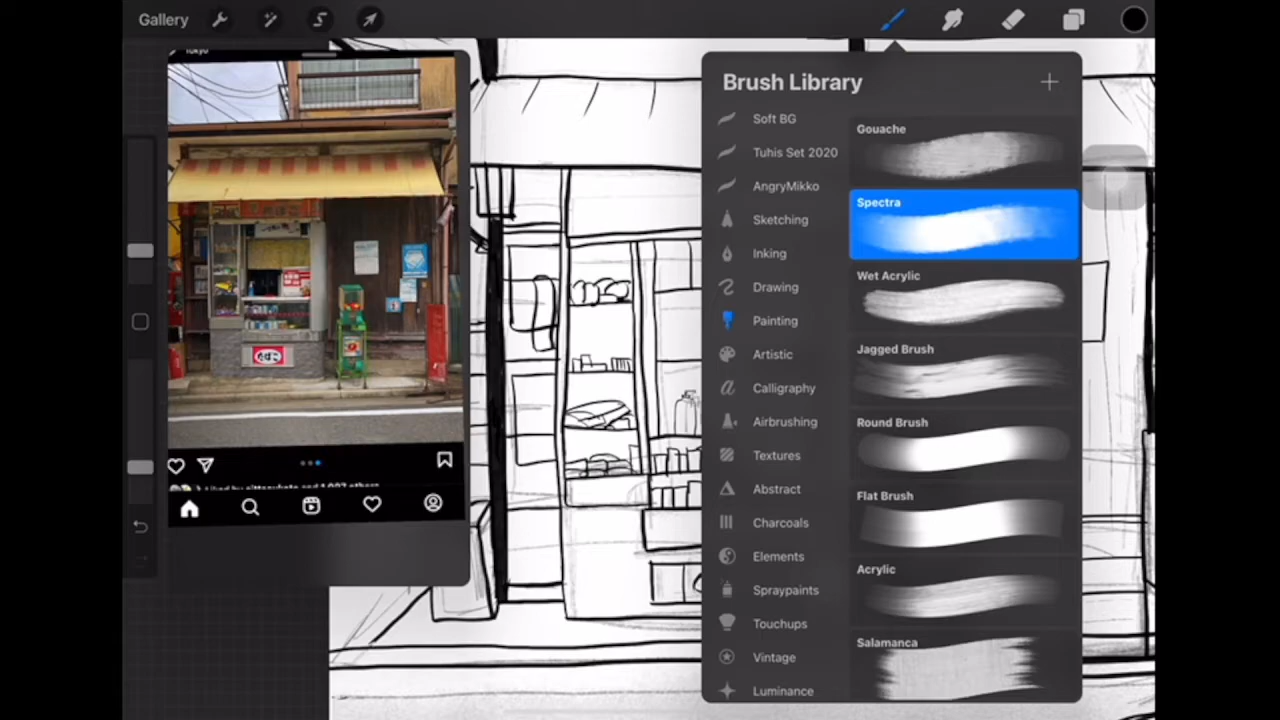 Gallery
Tokyo
たばこ
Brush Library
Soft BG
Tuhis Set 2020
AngryMikko
Sketching
Inking
Drawing
Painting
Artistic
Calligraphy
Airbrushing
Textures
Abstract
Charcoals
Elements
Spraypaints
Touchups
Vintage
Luminance
Gouache
Spectra
Wet Acrylic
Jagged Brush
Round Brush
Flat Brush
Acrylic
Salamanca